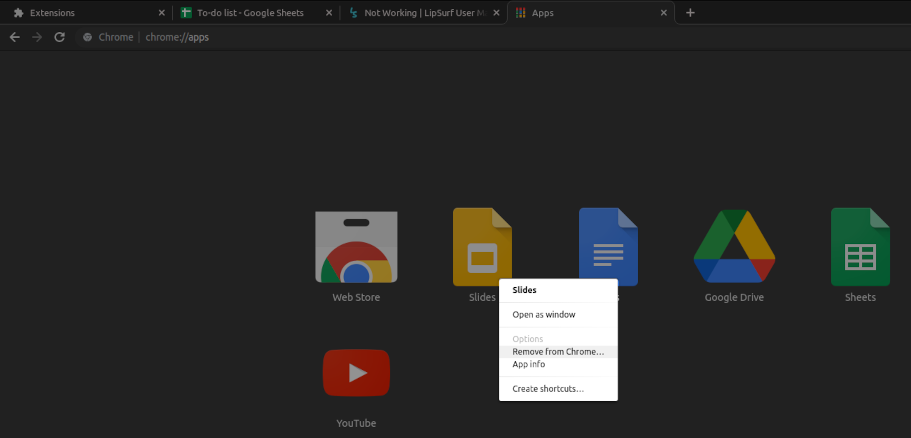 Extensions
To-do list - Google Sheets
Not Working | LipSurf User M
Apps
Chrome | chrome://apps
Web Store
Slides
Google Drive
Sheets
Slides
Open as window
Options
Remove from Chrome...
App info
Create shortcuts...
YouTube